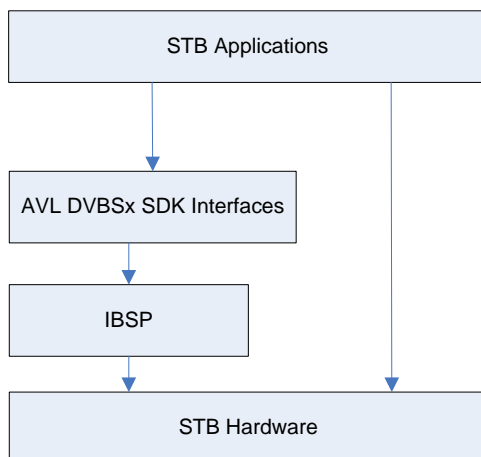 STB Applications
AVL DVBSx SDK Interfaces
IBSP
STB Hardware